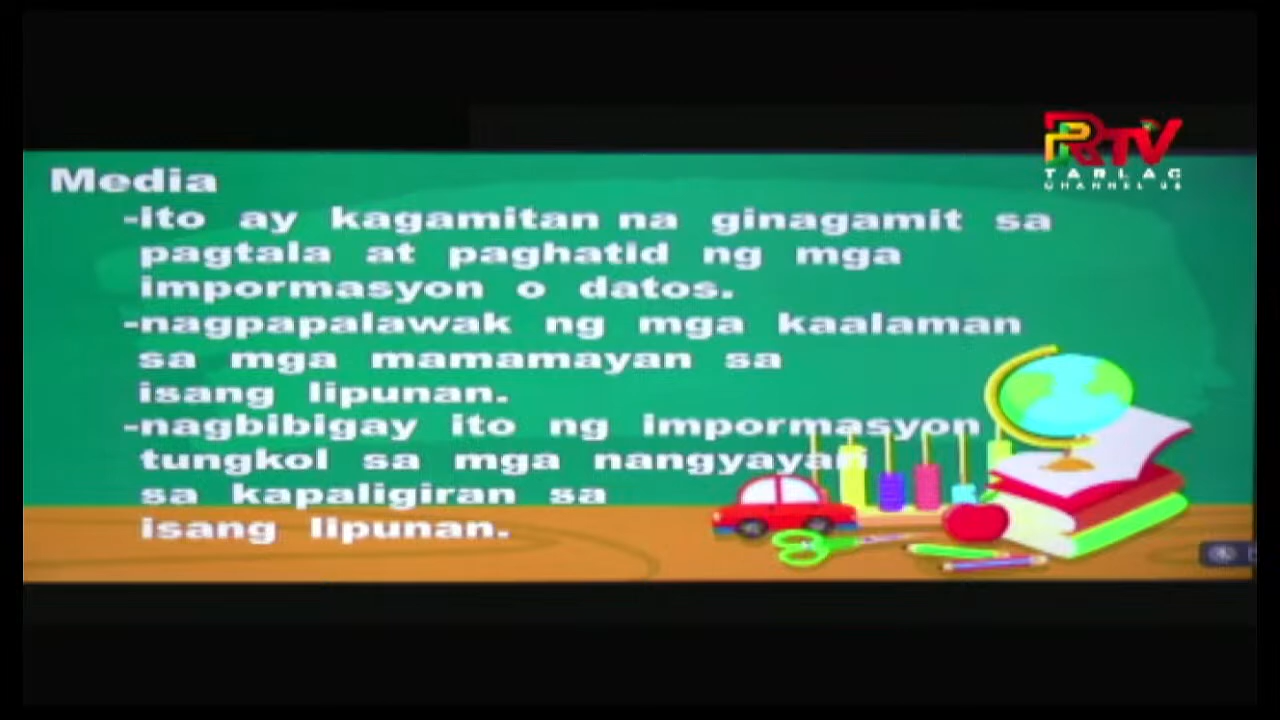 Media
-ito ay kagamitan na ginagamit sa
pagtala at paghatid ng mga
impormasyon o datos.
-nagpapalawak ng mga kaalaman
sa mga mamamayan sa
isang lipunan.
-nagbibigay ito ng impormasyon
tungkol sa mga nangyayari
sa kapaligiran sa
isang lipunan.
TARLAC